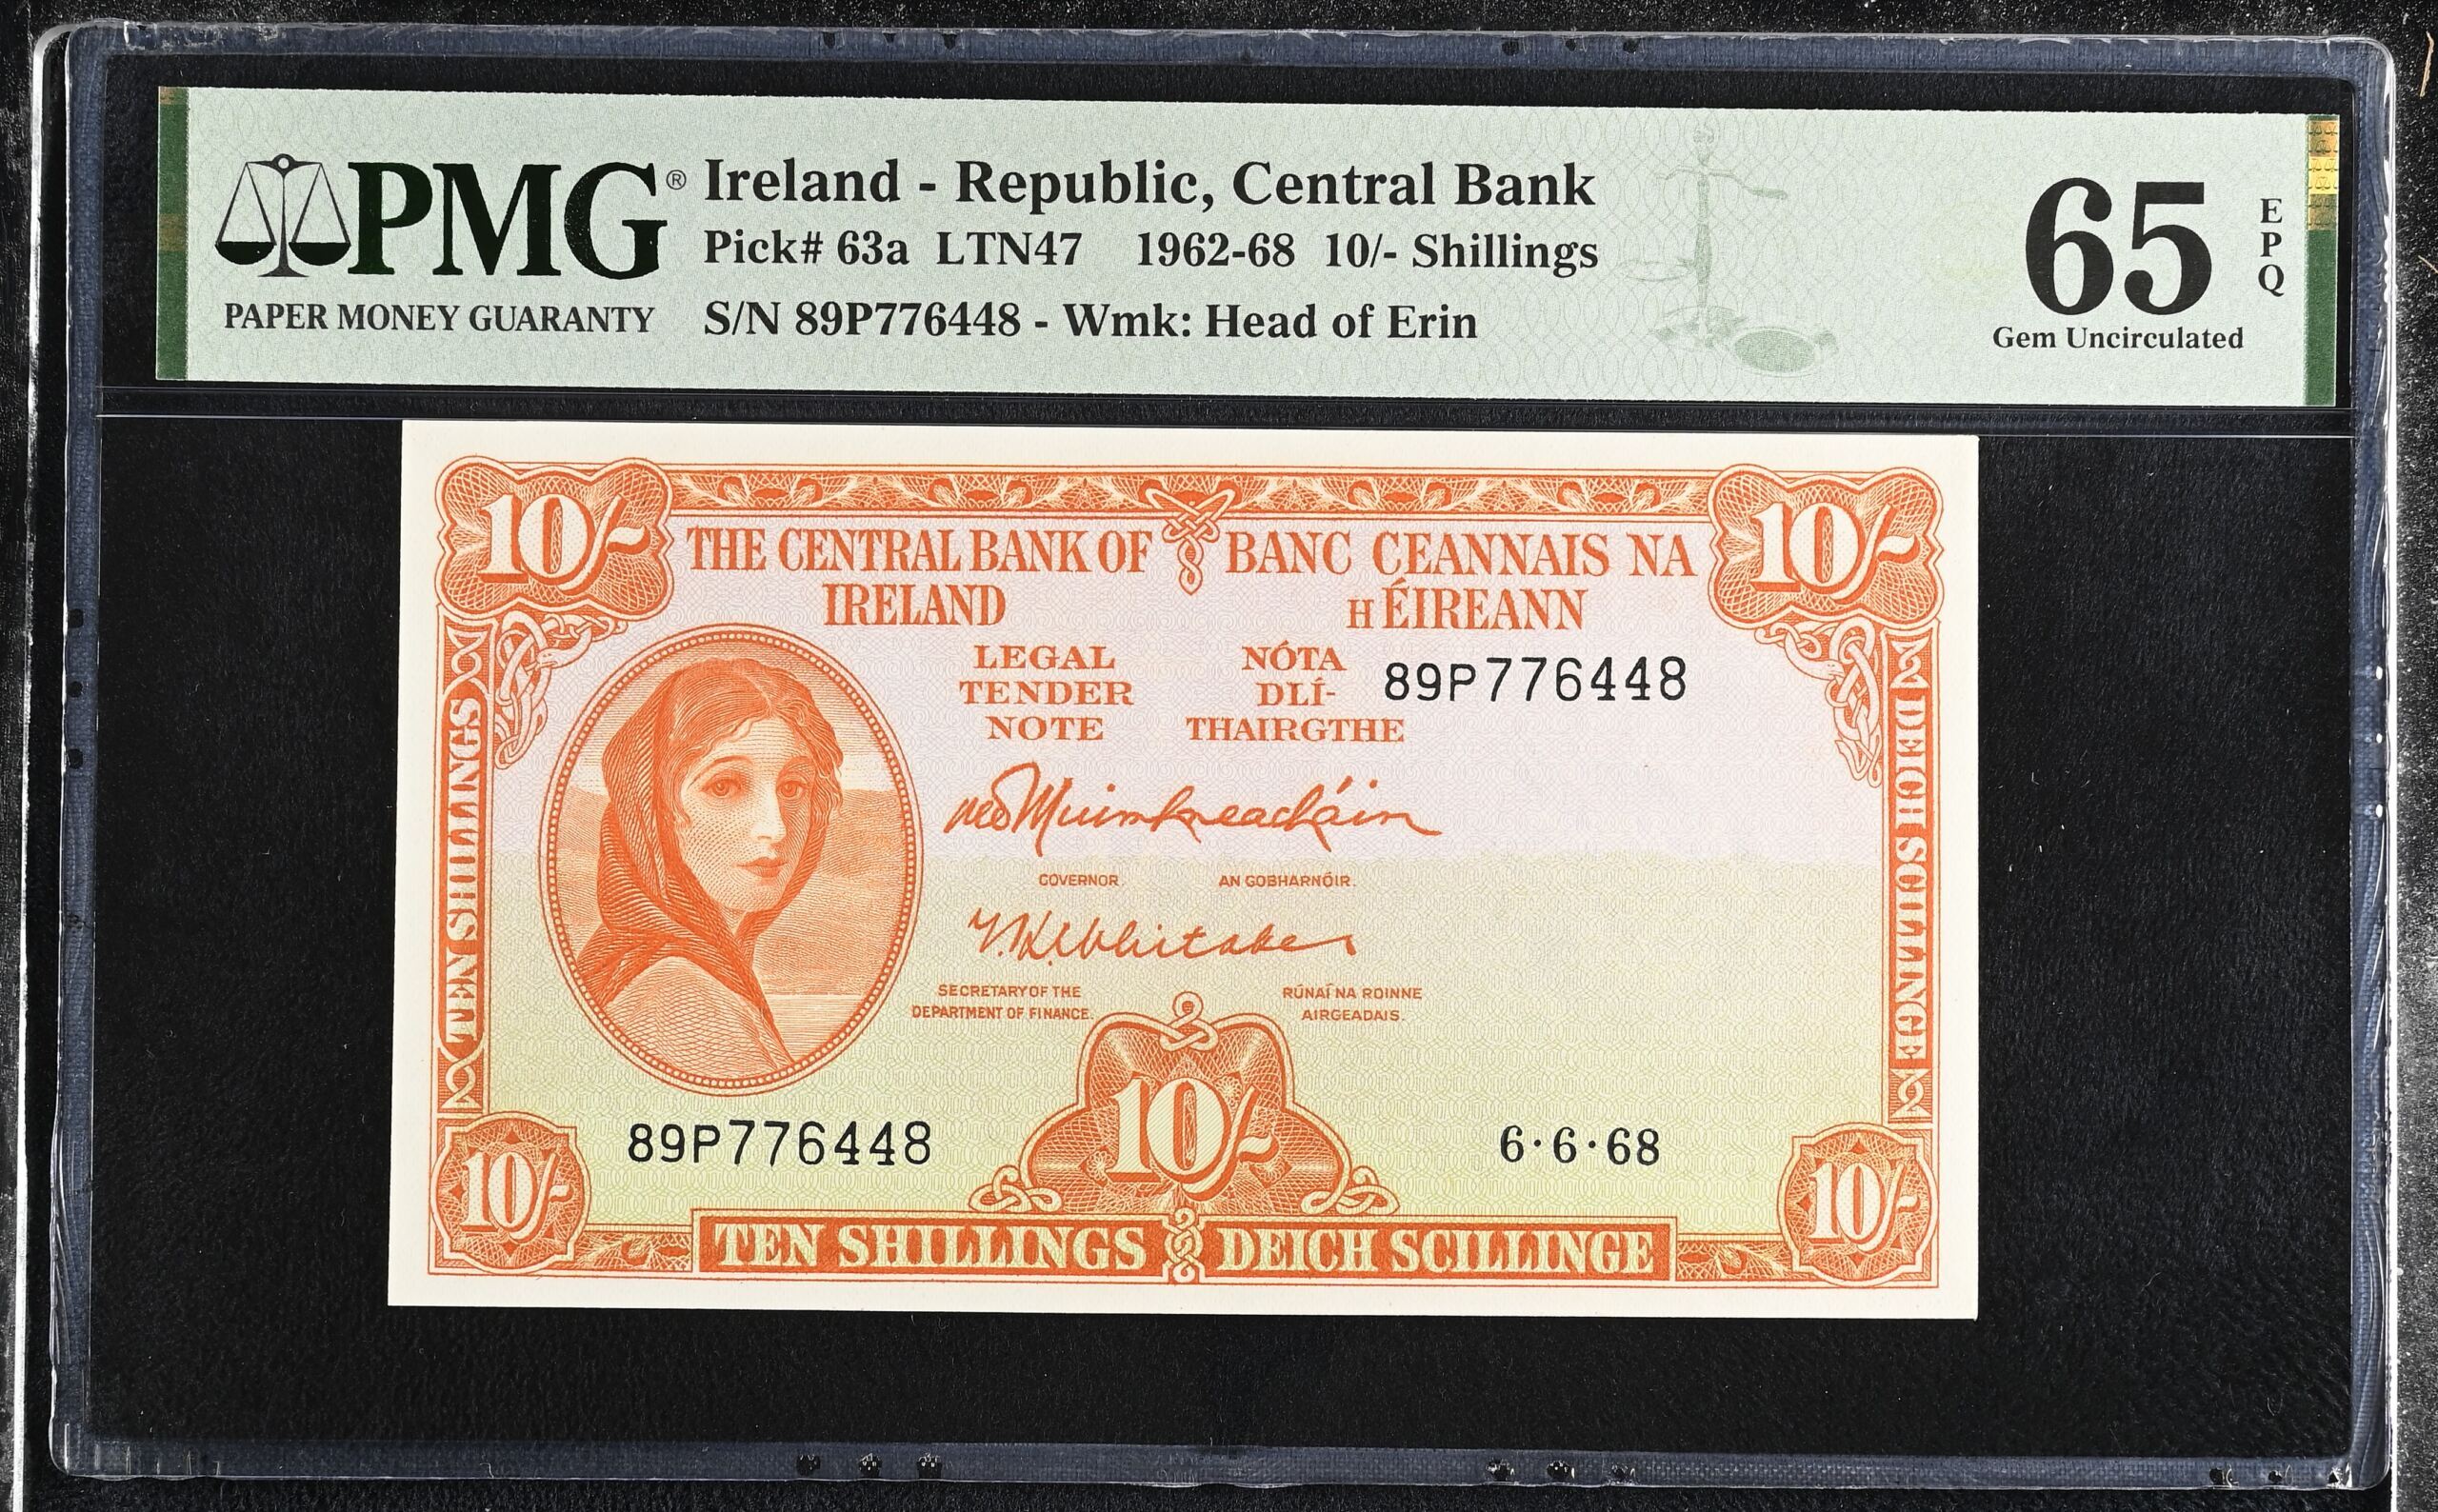 PMG®
PAPER MONEY GUARANTY
Ireland - Republic, Central Bank
Pick# 63a LTN47 1962-68 10/- Shillings
S/N 89P776448 - Wmk: Head of Erin
65
EPQ
Gem Uncirculated
10/-
10/-
THE CENTRAL BANK OF IRELAND
BANC CEANNAIS NA hÉIREANN
LEGAL
TENDER
NOTE
NÓTA
DLÍ-
THAIRGTHE
89P776448
TEN SHILLINGS
DEICH SCILLINGE
M Ó Muimhneacháin
GOVERNOR.
AN GOBHARNÓIR.
T.K. Whitaker
SECRETARY OF THE
DEPARTMENT OF FINANCE.
RÚNAÍ NA ROINNE
AIRGEADAIS.
89P776448
10/-
6·6·68
10/-
TEN SHILLINGS
DEICH SCILLINGE
10/-